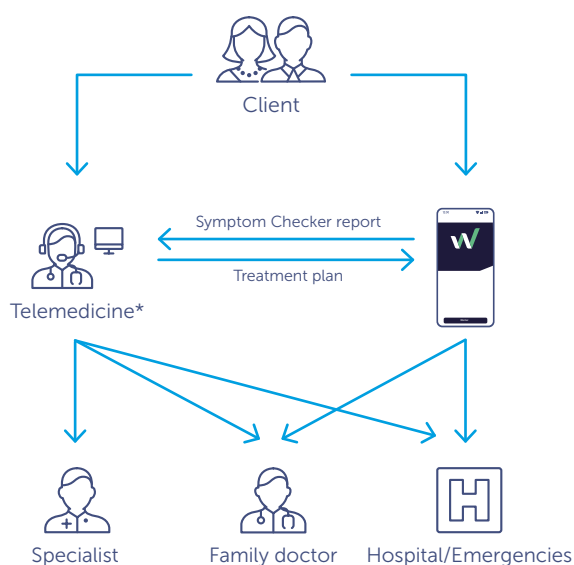 Client
Symptom Checker report
Treatment plan
Telemedicine*
Specialist
Family doctor
Hospital/Emergencies